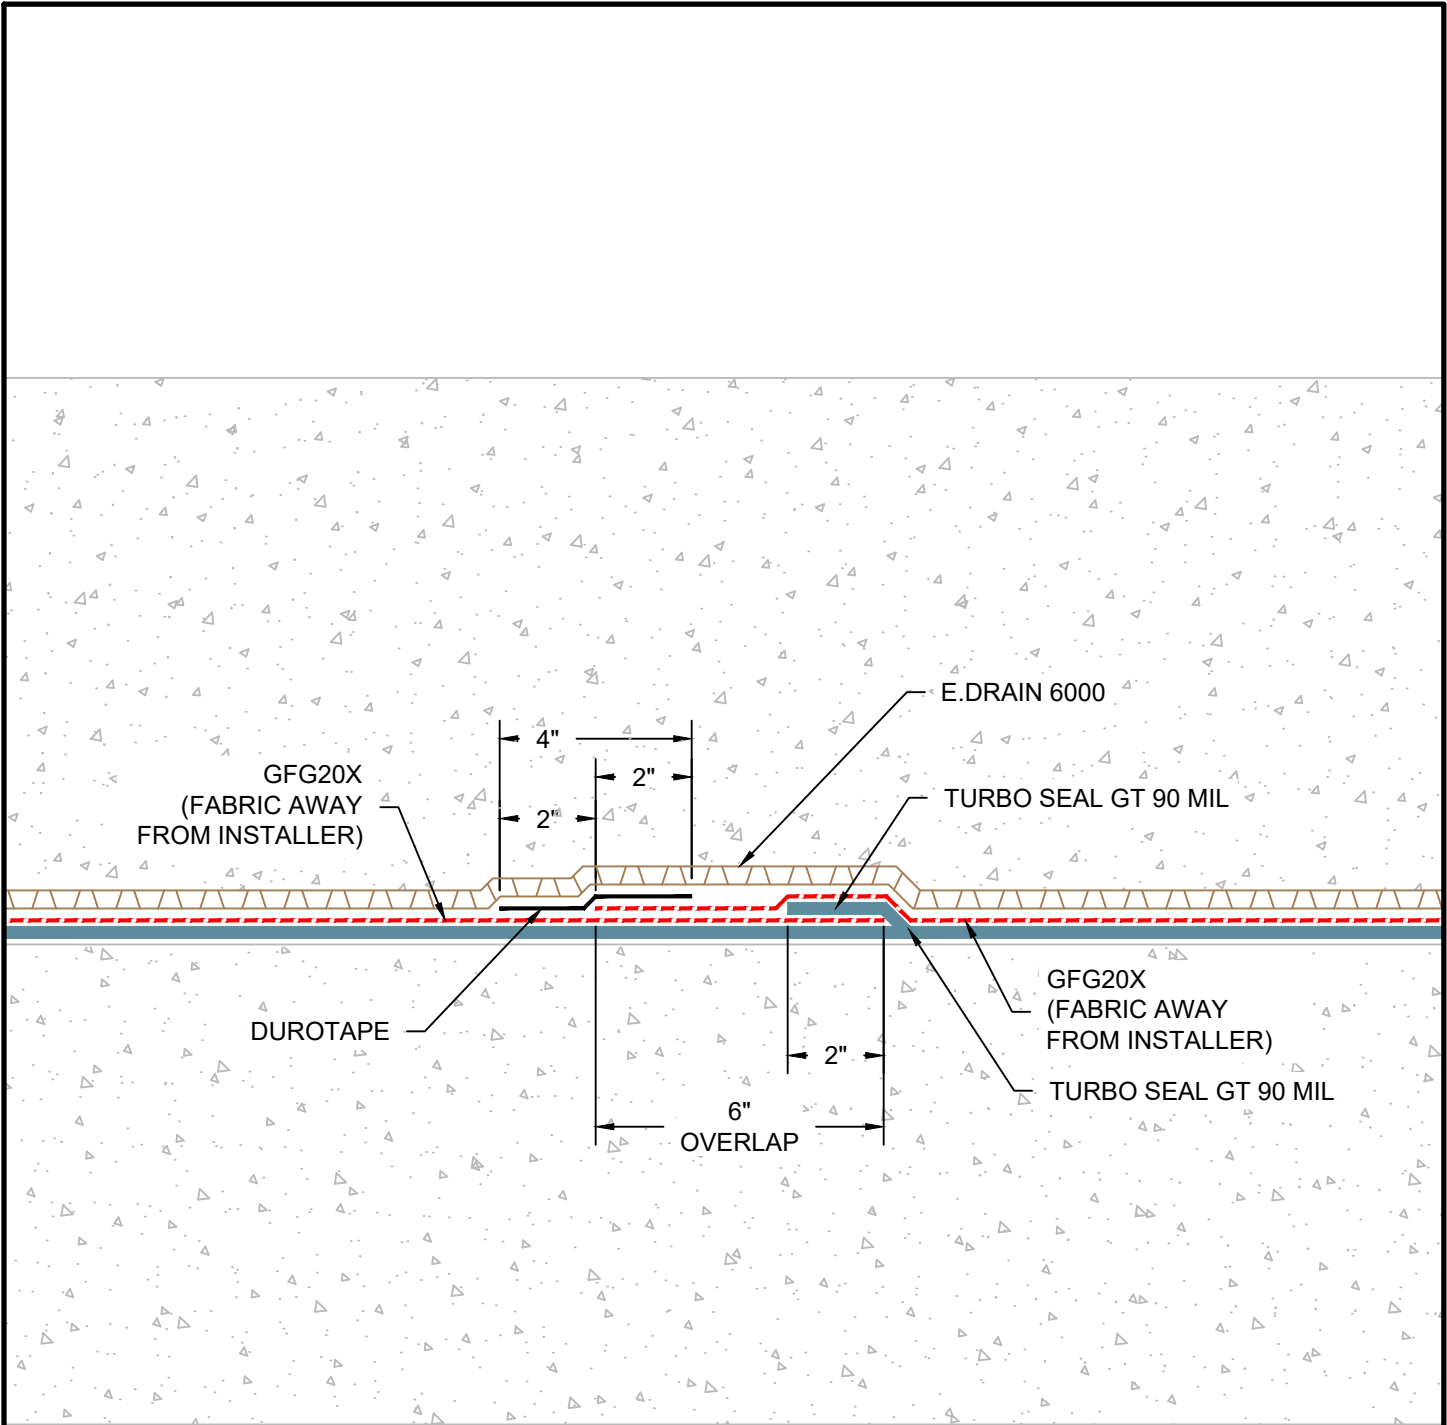 E.DRAIN 6000
4"
2"
GFG20X
(FABRIC AWAY
FROM INSTALLER)
TURBO SEAL GT 90 MIL
2"
DUROTAPE
GFG20X
(FABRIC AWAY
FROM INSTALLER)
2"
TURBO SEAL GT 90 MIL
6"
OVERLAP